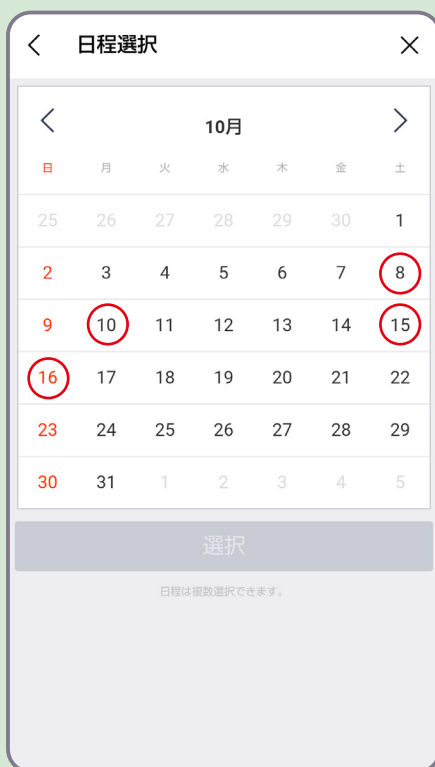 日程選択
10月
日 月 火 水 木 金 土
25 26 27 28 29 30 1
2 3 4 5 6 7 8
9 10 11 12 13 14 15
16 17 18 19 20 21 22
23 24 25 26 27 28 29
30 31 1 2 3 4 5
選択
日程は複数選択できます。